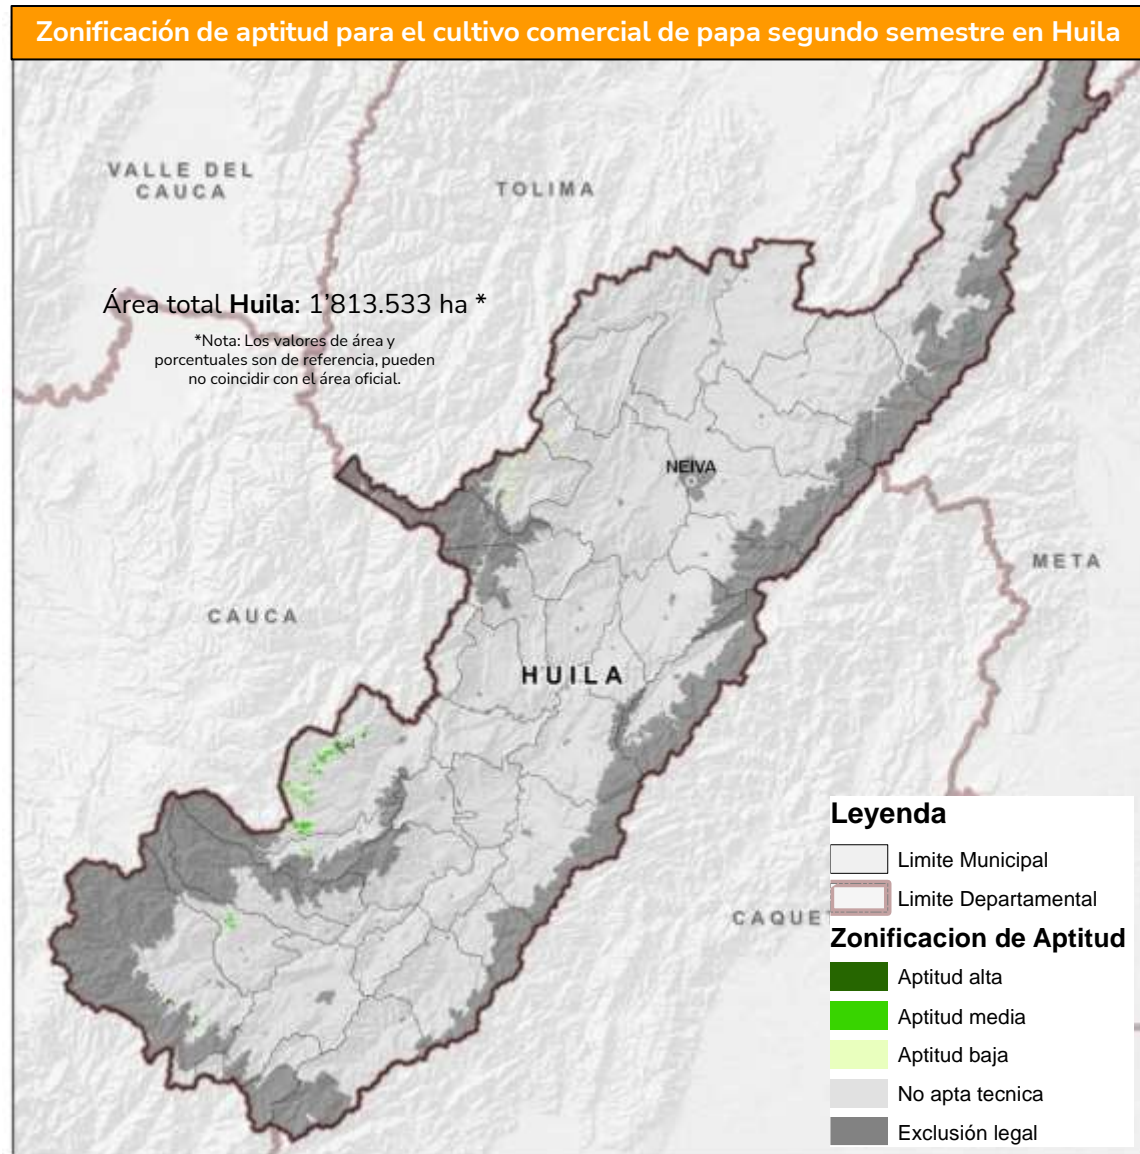 Zonificación de aptitud para el cultivo comercial de papa segundo semestre en Huila
VALLE DEL
CAUCA
TOLIMA
Área total Huila: 1'813.533 ha *
*Nota: Los valores de área y
porcentuales son de referencia, pueden
no coincidir con el área oficial.
NEIVA
META
CAUCA
HUILA
CAQUET
Leyenda
Limite Municipal
Limite Departamental
Zonificacion de Aptitud
Aptitud alta
Aptitud media
Aptitud baja
No apta tecnica
Exclusión legal